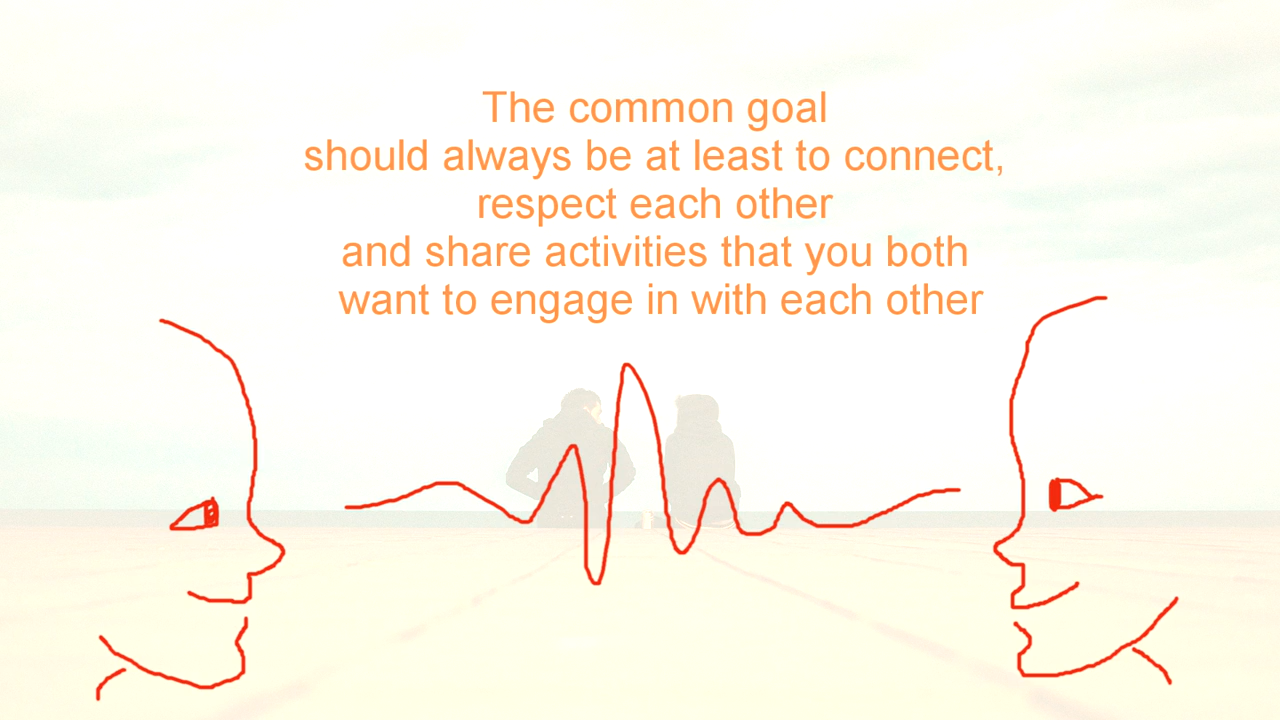 The common goal
should always be at least to connect,
respect each other
and share activities that you both
want to engage in with each other